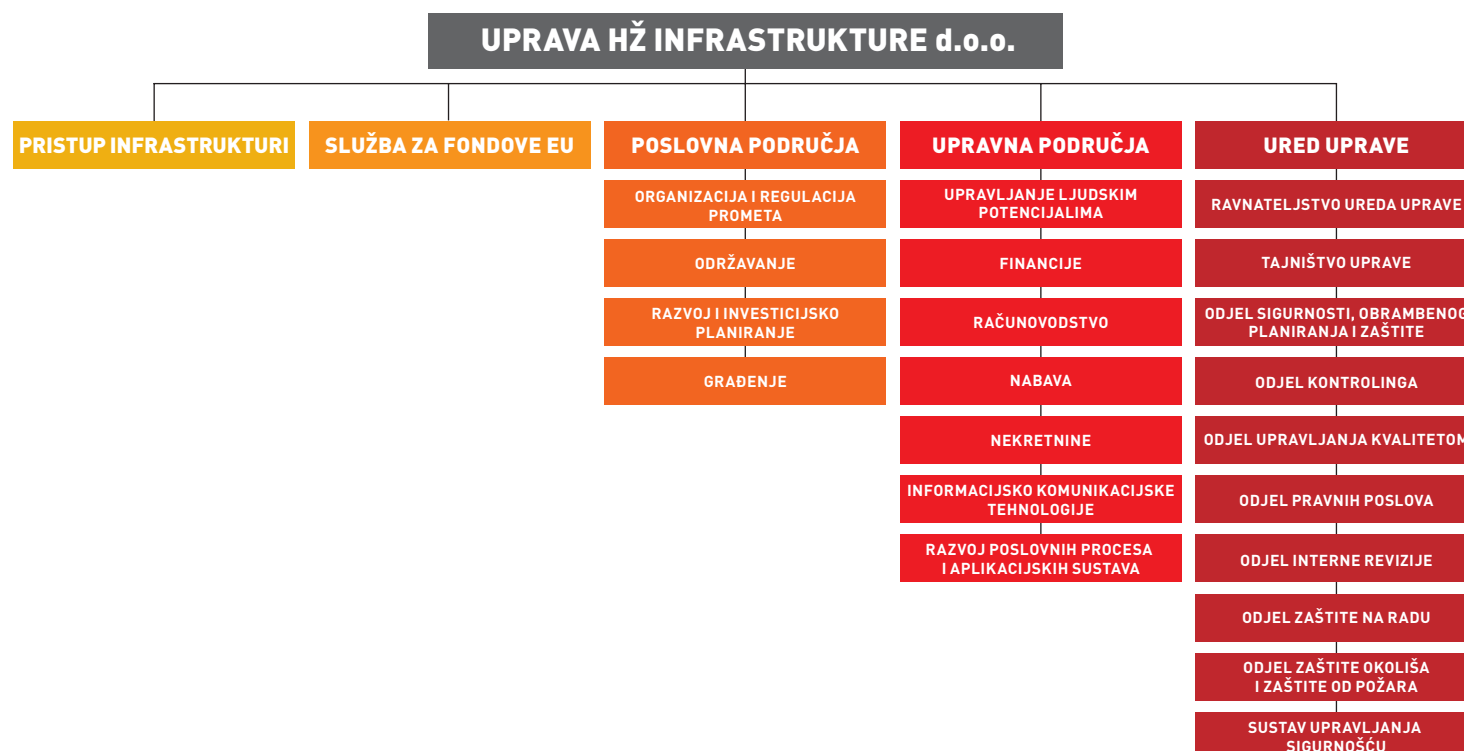 UPRAVA HŽ INFRASTRUKTURE d.o.o.
PRISTUP INFRASTRUKTURI
SLUŽBA ZA FONDOVE EU
POSLOVNA PODRUČJA
ORGANIZACIJA I REGULACIJA
PROMETA
ODRŽAVANJE
RAZVOJ I INVESTICIJSKO
PLANIRANJE
GRAĐENJE
UPRAVNA PODRUČJA
UPRAVLJANJE LJUDSKIM
POTENCIJALIMA
FINANCIJE
RAČUNOVODSTVO
NABAVA
NEKRETNINE
INFORMACIJSKO KOMUNIKACIJSKE
TEHNOLOGIJE
RAZVOJ POSLOVNIH PROCESA
I APLIKACIJSKIH SUSTAVA
URED UPRAVE
RAVNATELJSTVO UREDA UPRAVE
TAJNIŠTVO UPRAVE
ODJEL SIGURNOSTI, OBRAMBENOG
PLANIRANJA I ZAŠTITE
ODJEL KONTROLINGA
ODJEL UPRAVLJANJA KVALITETOM
ODJEL PRAVNIH POSLOVA
ODJEL INTERNE REVIZIJE
ODJEL ZAŠTITE NA RADU
ODJEL ZAŠTITE OKOLIŠA
I ZAŠTITE OD POŽARA
SUSTAV UPRAVLJANJA
SIGURNOŠĆU